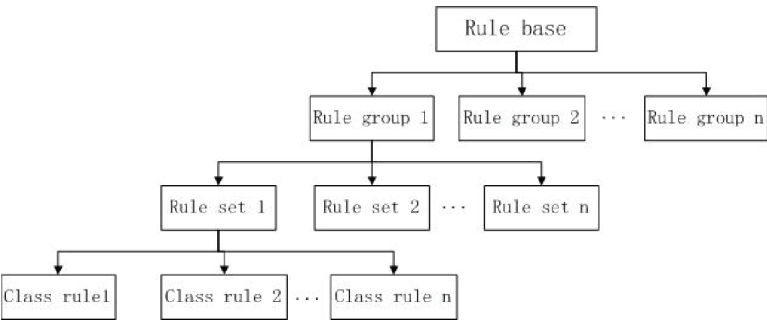 Rule base
Rule group 1
Rule group 2
...
Rule group n
Rule set 1
Rule set 2
...
Rule set n
Class rule1
Class rule 2
...
Class rule n